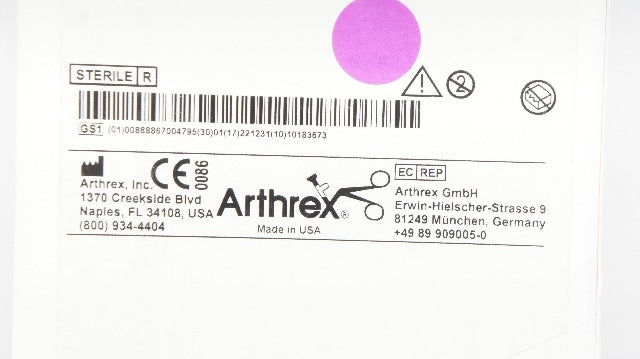 STERILE R
2
GS1 (01)00888867004795(30)01(17)221231(10)10183673
CE 0086
Arthrex, Inc.
1370 Creekside Blvd
Naples, FL 34108, USA
(800) 934-4404
Arthrex®
Made in USA
EC REP
Arthrex GmbH
Erwin-Hielscher-Strasse 9
81249 München, Germany
+49 89 909005-0